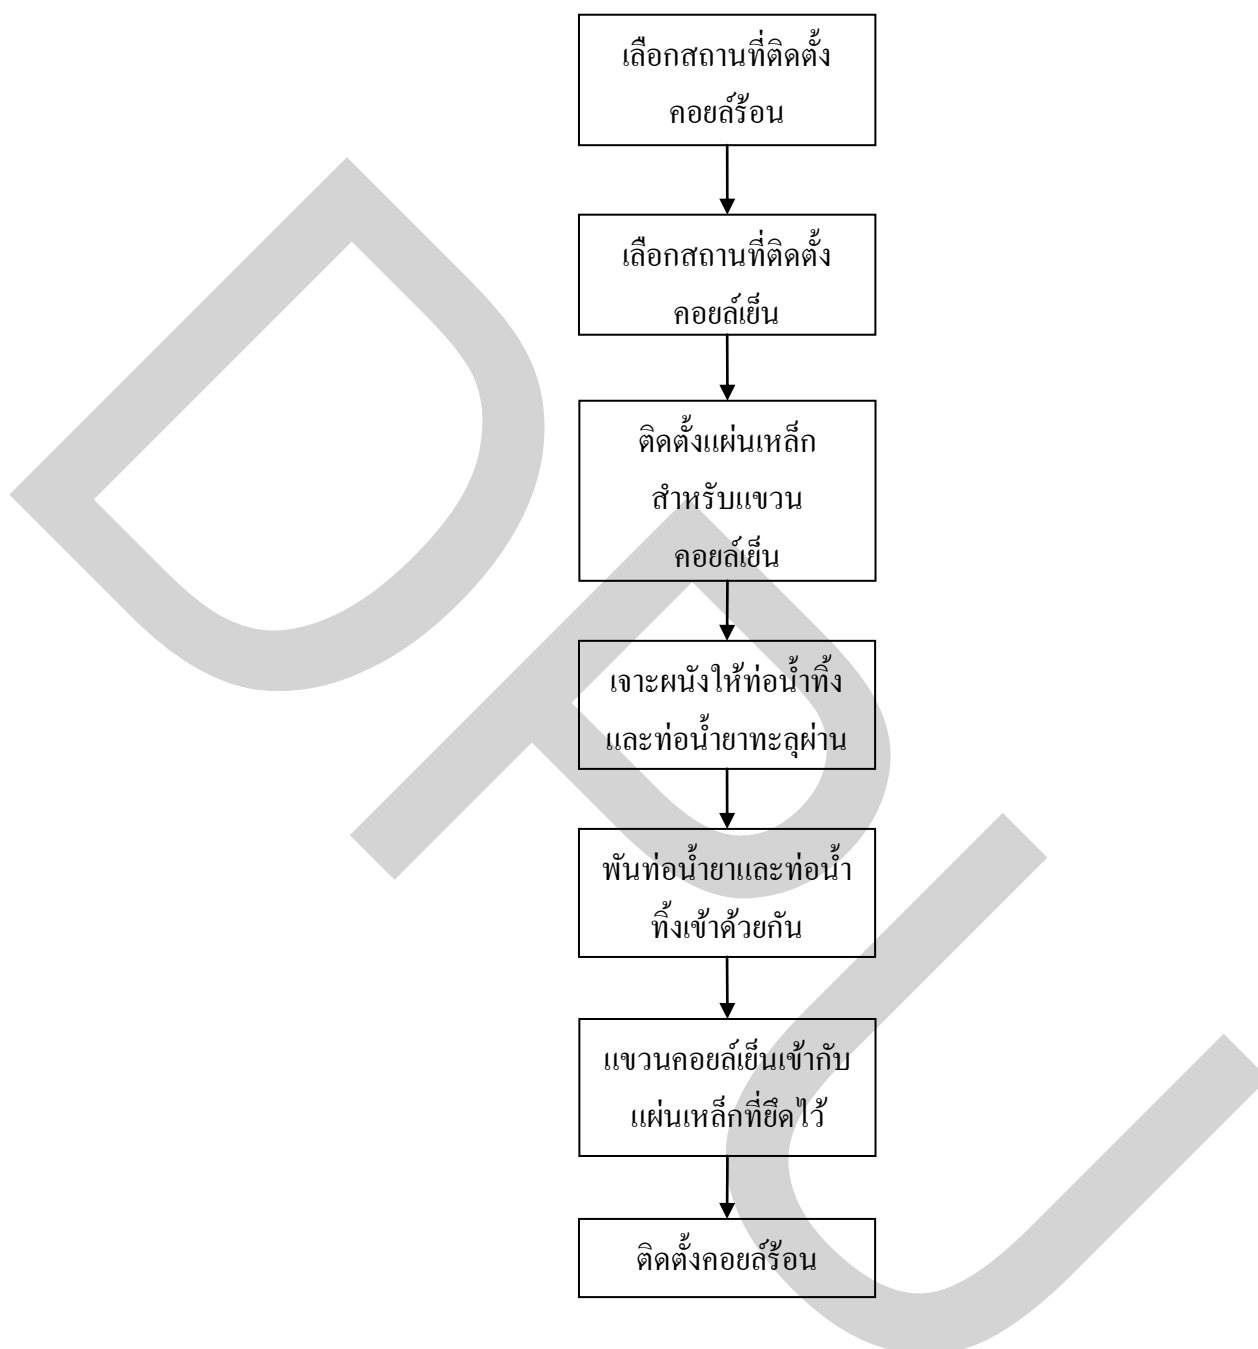 เลือกสถานที่ติดตั้ง
คอยล์ร้อน
เลือกสถานที่ติดตั้ง
คอยล์เย็น
ติดตั้งแผ่นเหล็ก
สำหรับแขวน
คอยล์เย็น
เจาะผนังให้ท่อน้ำทิ้ง
และท่อน้ำยาทะลุผ่าน
พันท่อน้ำยาและท่อน้ำ
ทิ้งเข้าด้วยกัน
แขวนคอยล์เย็นเข้ากับ
แผ่นเหล็กที่ยึดไว้
ติดตั้งคอยล์ร้อน
DPU